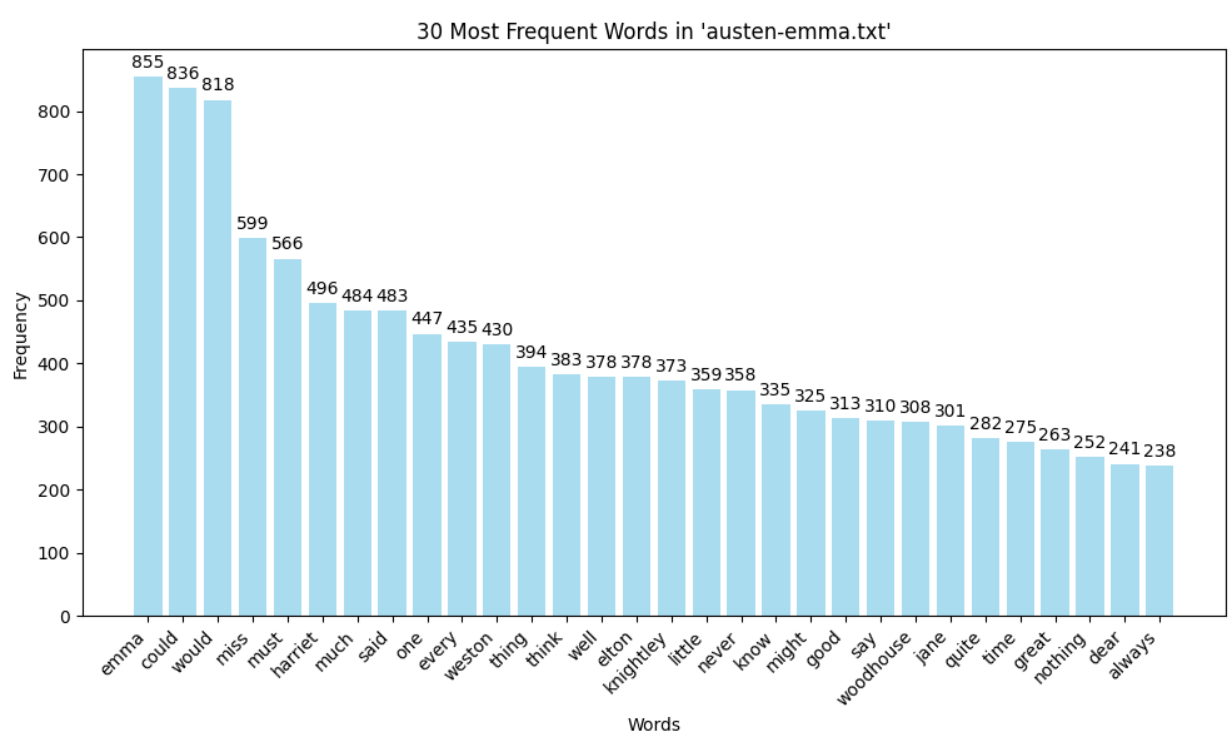 30 Most Frequent Words in 'austen-emma.txt'
855 836 818 599 566 496 484 483 447 435 430 394 383 378 378 373 359 358 335 325 313 310 308 301 282 275 263 252 241 238
Frequency
800
700
600
500
400
300
200
100
0
emma could would miss must harriet much said one every weston thing think well elton knightley little never know might good say woodhouse jane quite time great nothing dear always
Words